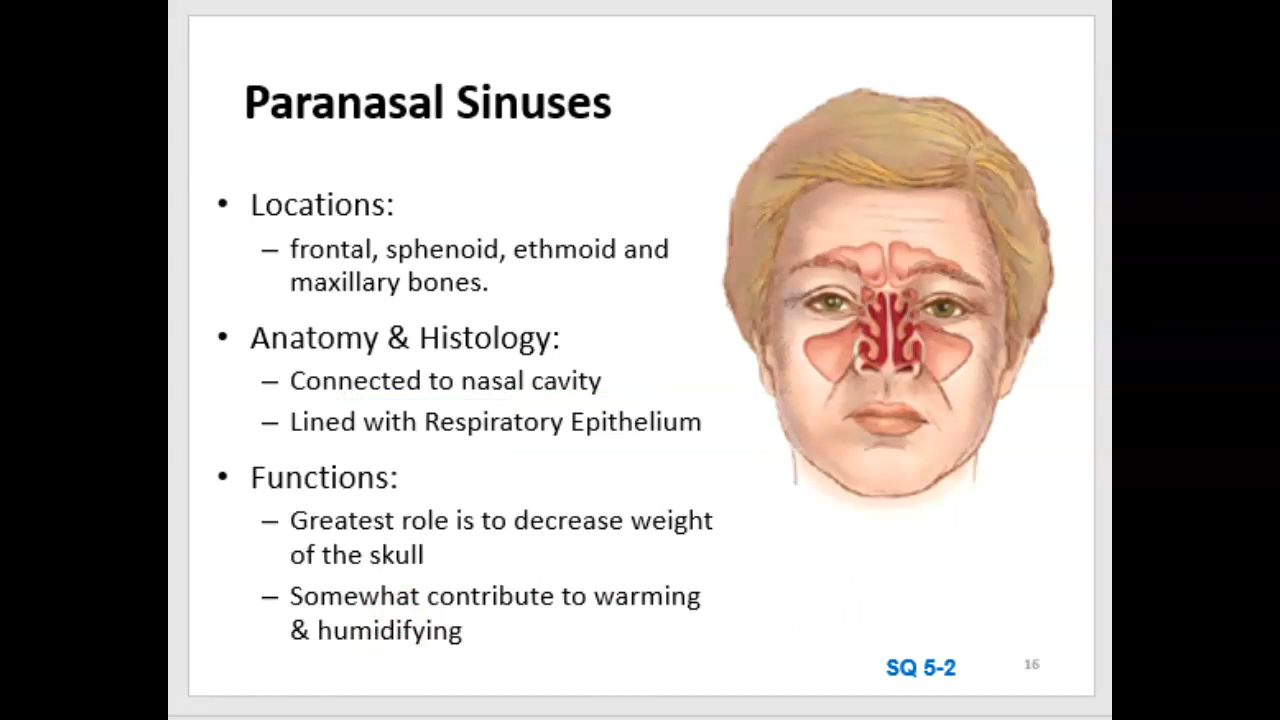 Paranasal Sinuses
• Locations:
– frontal, sphenoid, ethmoid and
maxillary bones.
• Anatomy & Histology:
– Connected to nasal cavity
– Lined with Respiratory Epithelium
• Functions:
– Greatest role is to decrease weight
of the skull
– Somewhat contribute to warming
& humidifying
SQ 5-2
16